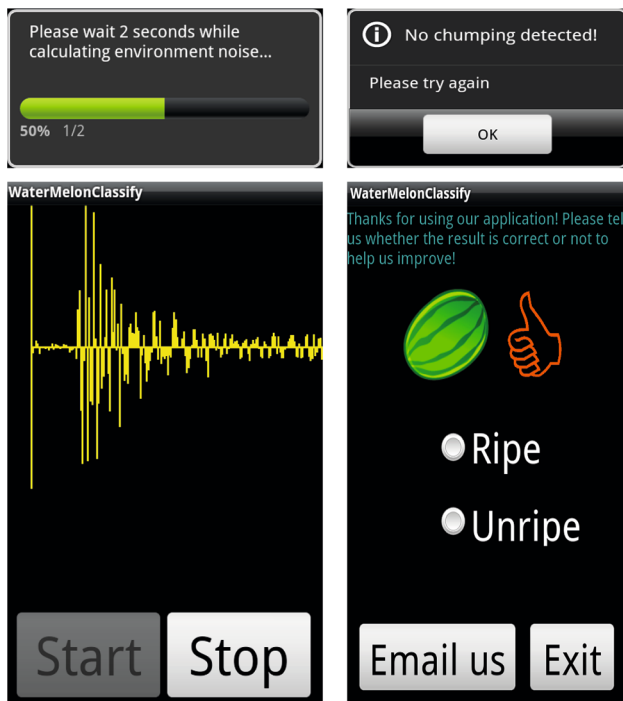 Please wait 2 seconds while
calculating environment noise...
50% 1/2
No chumping detected!
Please try again
OK
WaterMelonClassify
Start
Stop
WaterMelonClassify
Thanks for using our application! Please tel
us whether the result is correct or not to
help us improve!
Ripe
Unripe
Email us
Exit